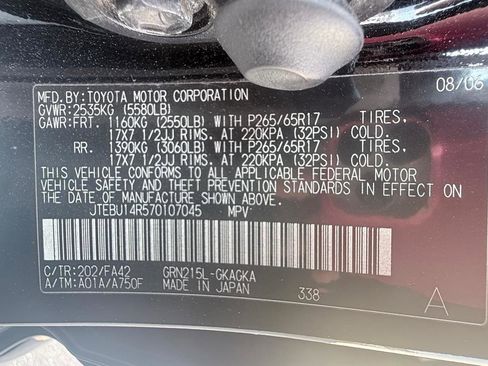 08/06
MFD.BY: TOYOTA MOTOR CORPORATION
GVWR: 2535KG (5580LB)
GAWR: FRT. 1160KG (2550LB) WITH P265/65R17 TIRES.
17X7 1/2JJ RIMS. AT 220KPA (32PSI) COLD.
RR. 1390KG (3060LB) WITH P265/65R17 TIRES.
17X7 1/2JJ RIMS. AT 220KPA (32PSI) COLD.
THIS VEHICLE CONFORMS TO ALL APPLICABLE FEDERAL MOTOR
VEHICLE SAFETY AND THEFT PREVENTION STANDARDS IN EFFECT ON
THE DATE OF MANUFACTURE SHOWN ABOVE.
JTEBU14R570107045 MPV
C/TR: 202/FA42 GRN215L-GKAGKA
A/TM: A01A/A750F MADE IN JAPAN 338 A